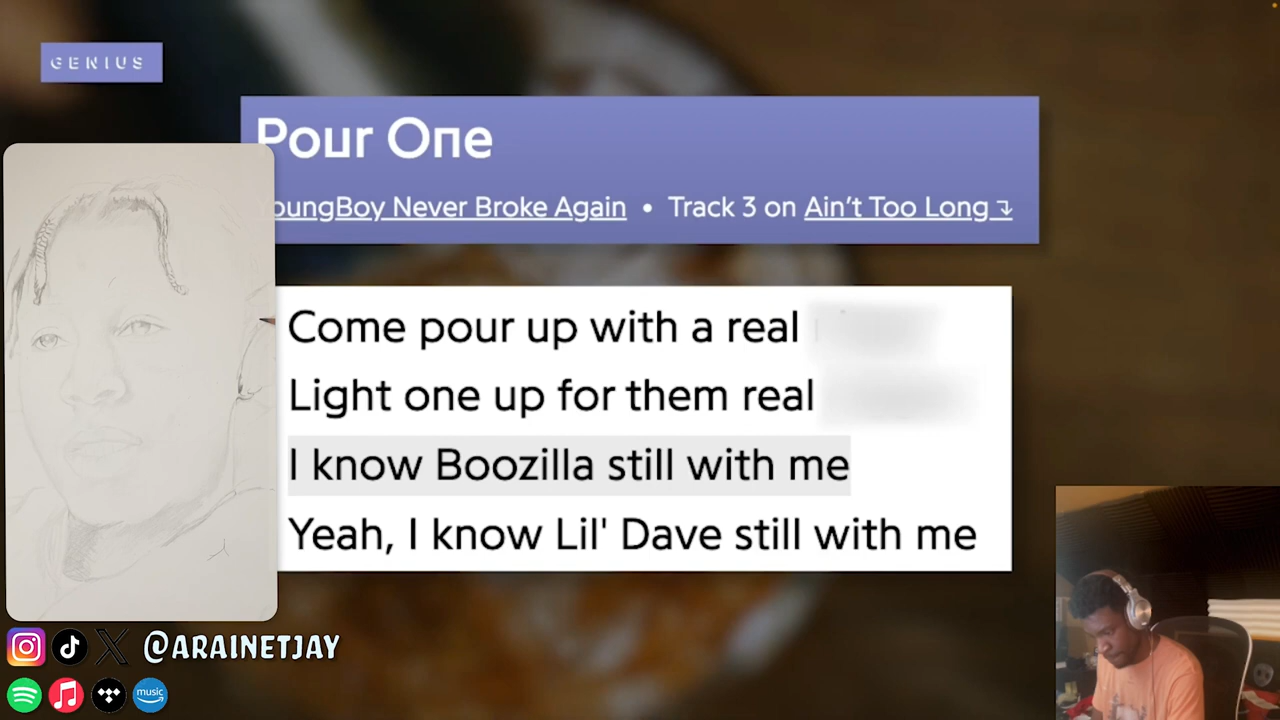 GENIUS
Pour One
oungBoy Never Broke Again • Track 3 on Ain't Too Long
Come pour up with a real
Light one up for them real
I know Boozilla still with me
Yeah, I know Lil' Dave still with me
@ARAINETJAY
music